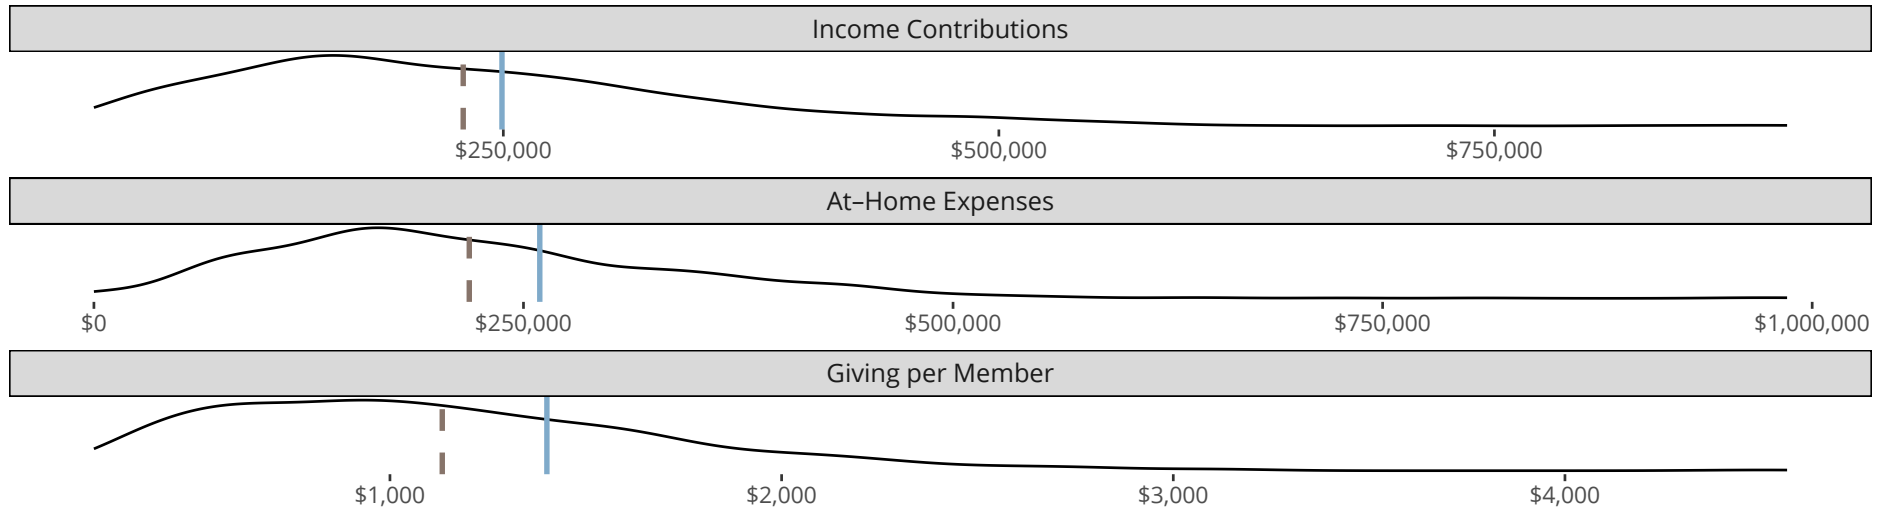 Income Contributions
$250,000 $500,000 $750,000
At–Home Expenses
$0 $250,000 $500,000 $750,000 $1,000,000
Giving per Member
$1,000 $2,000 $3,000 $4,000